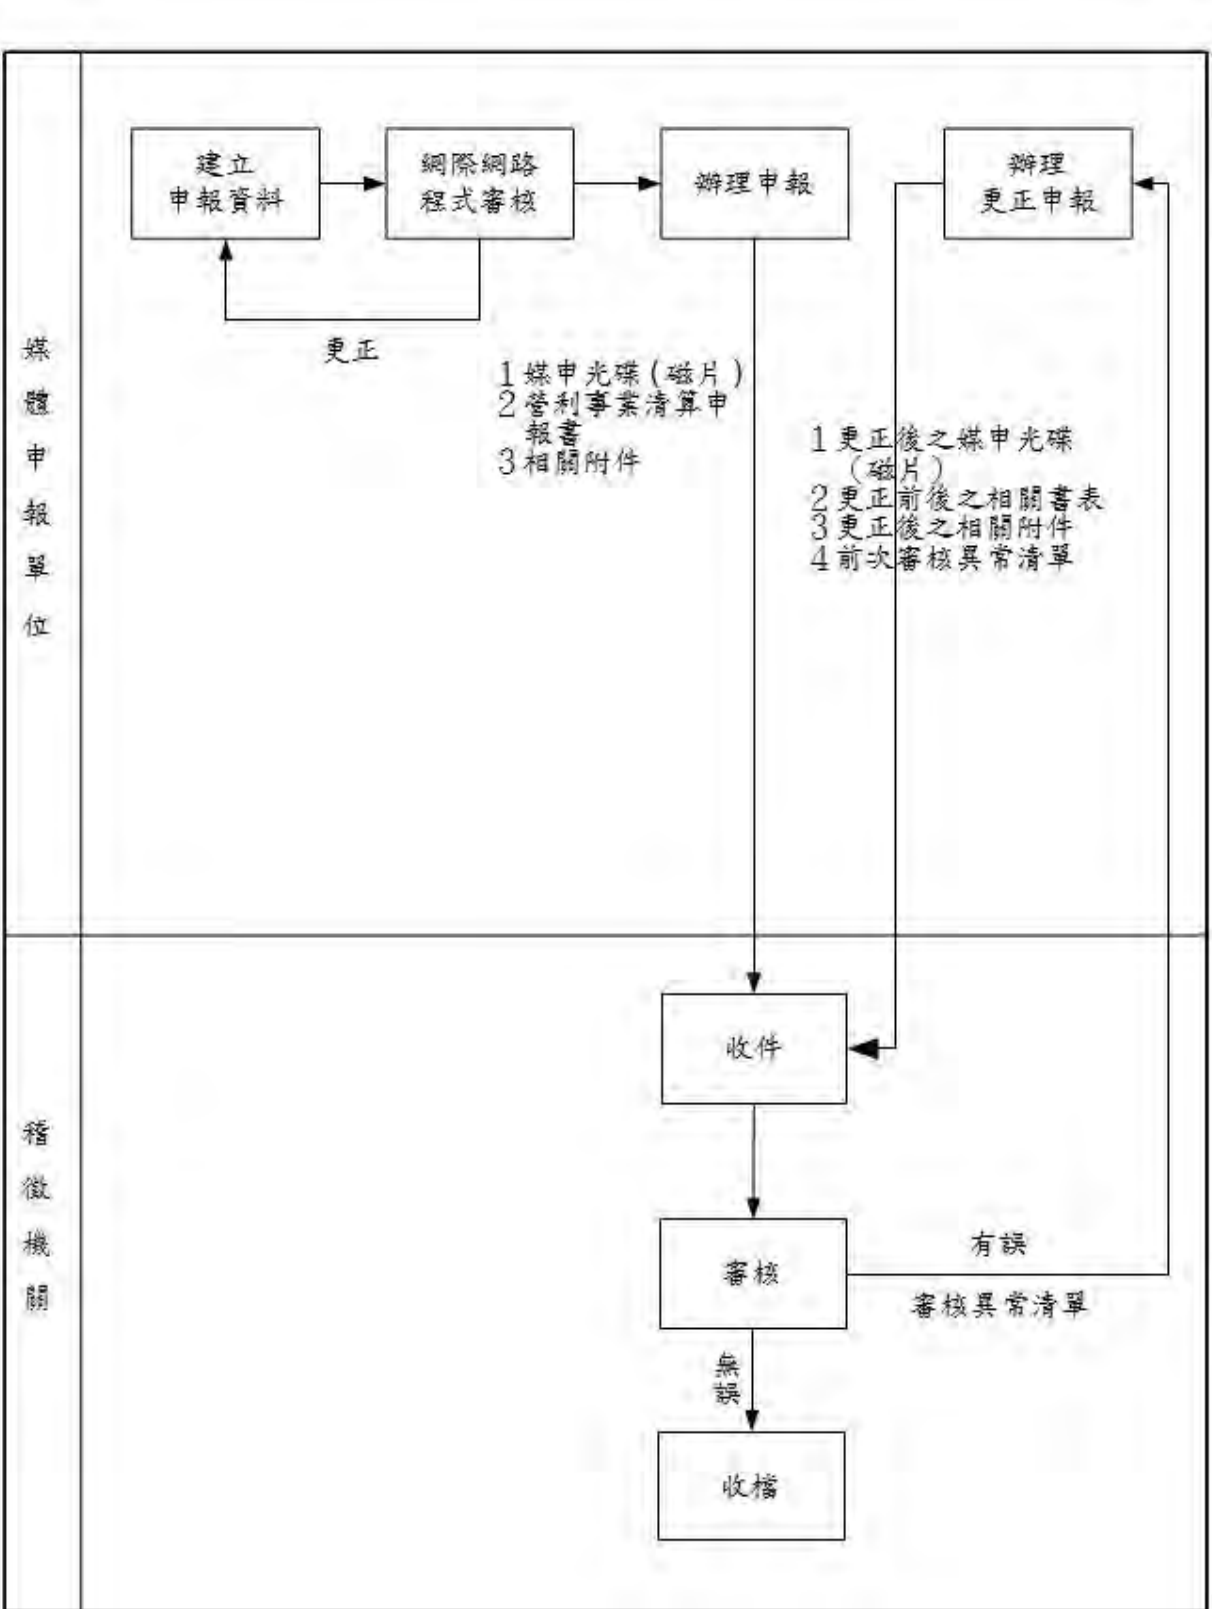 媒體申報單位
建立
申報資料
網際網路
程式審核
辦理申報
辦理
更正申報
更正
1媒申光碟(磁片)
2營利事業清算申
報書
3相關附件
1更正後之媒申光碟
(磁片)
2更正前後之相關書表
3更正後之相關附件
4前次審核異常清單
稽徵機關
收件
審核
有誤
審核異常清單
無誤
收檔